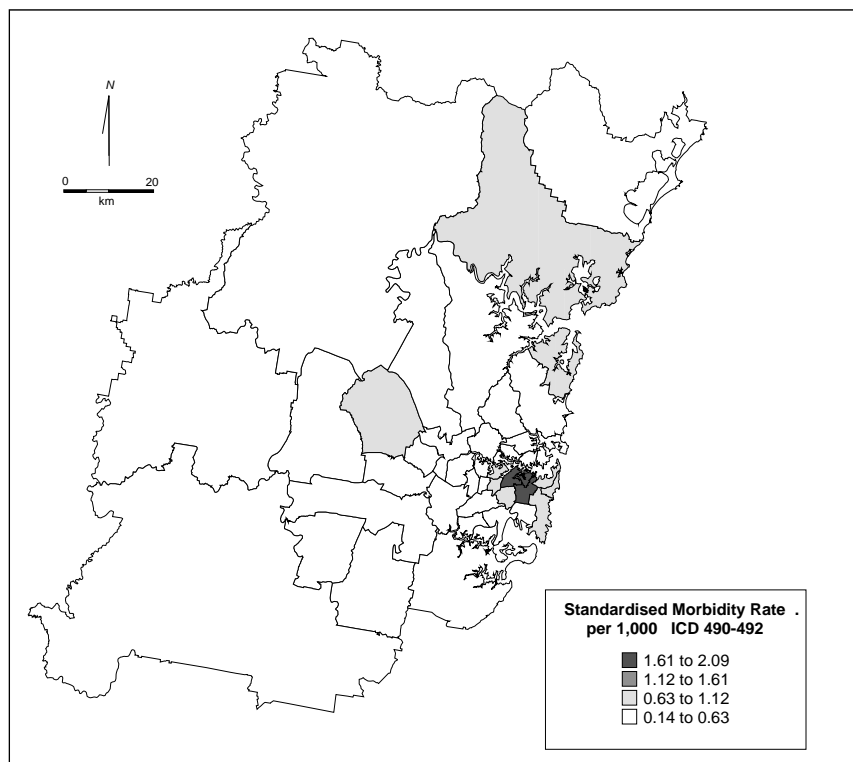 N
0 20
km
Standardised Morbidity Rate .
per 1,000 ICD 490-492
1.61 to 2.09
1.12 to 1.61
0.63 to 1.12
0.14 to 0.63